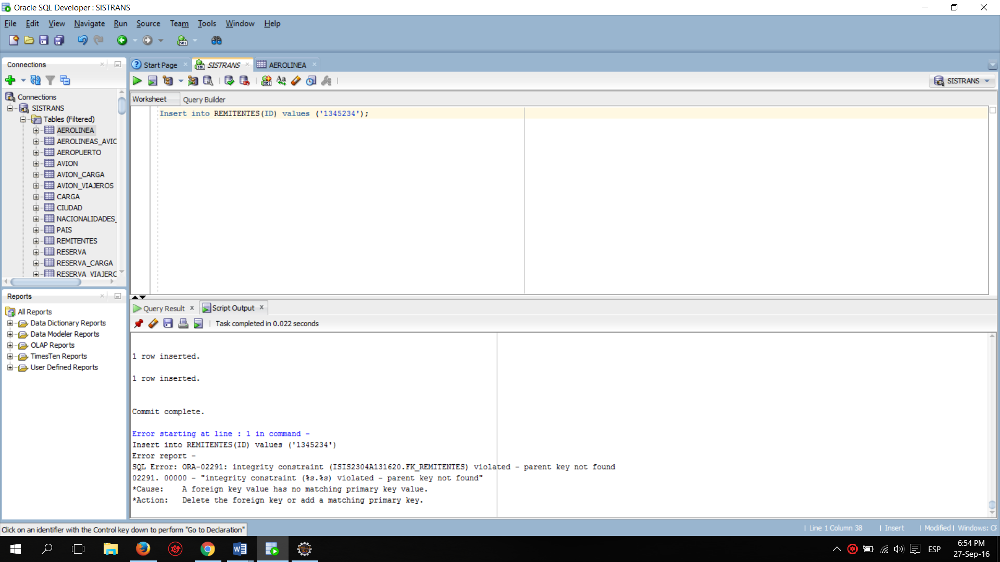 Oracle SQL Developer : SISTRANS
File Edit View Navigate Run Source Team Tools Window Help
Connections
Start Page
SISTRANS
AEROLINEA
SISTRANS
Worksheet
Query Builder
Connections
SISTRANS
Tables (Filtered)
AEROLINEA
AEROLINEAS_AVIC
AEROPUERTO
AVION
AVION_CARGA
AVION_VIAJEROS
CARGA
CIUDAD
NACIONALIDADES_
PAIS
REMITENTES
RESERVA
RESERVA_CARGA
RESERVA_VIAJERC
Insert into REMITENTES(ID) values ('1345234');
Reports
All Reports
Data Dictionary Reports
Data Modeler Reports
OLAP Reports
TimesTen Reports
User Defined Reports
Query Result
Script Output
Task completed in 0.022 seconds
1 row inserted.
1 row inserted.
Commit complete.
Error starting at line : 1 in command -
Insert into REMITENTES(ID) values ('1345234')
Error report -
SQL Error: ORA-02291: integrity constraint (ISIS2304A131620.FK_REMITENTES) violated - parent key not found
02291. 00000 - "integrity constraint (%s.%s) violated - parent key not found"
*Cause: A foreign key value has no matching primary key value.
*Action: Delete the foreign key or add a matching primary key.
Click on an identifier with the Control key down to perform "Go to Declaration"
| Line 1 Column 38 | Insert | Modified | Windows: CF
ESP
6:54 PM
27-Sep-16